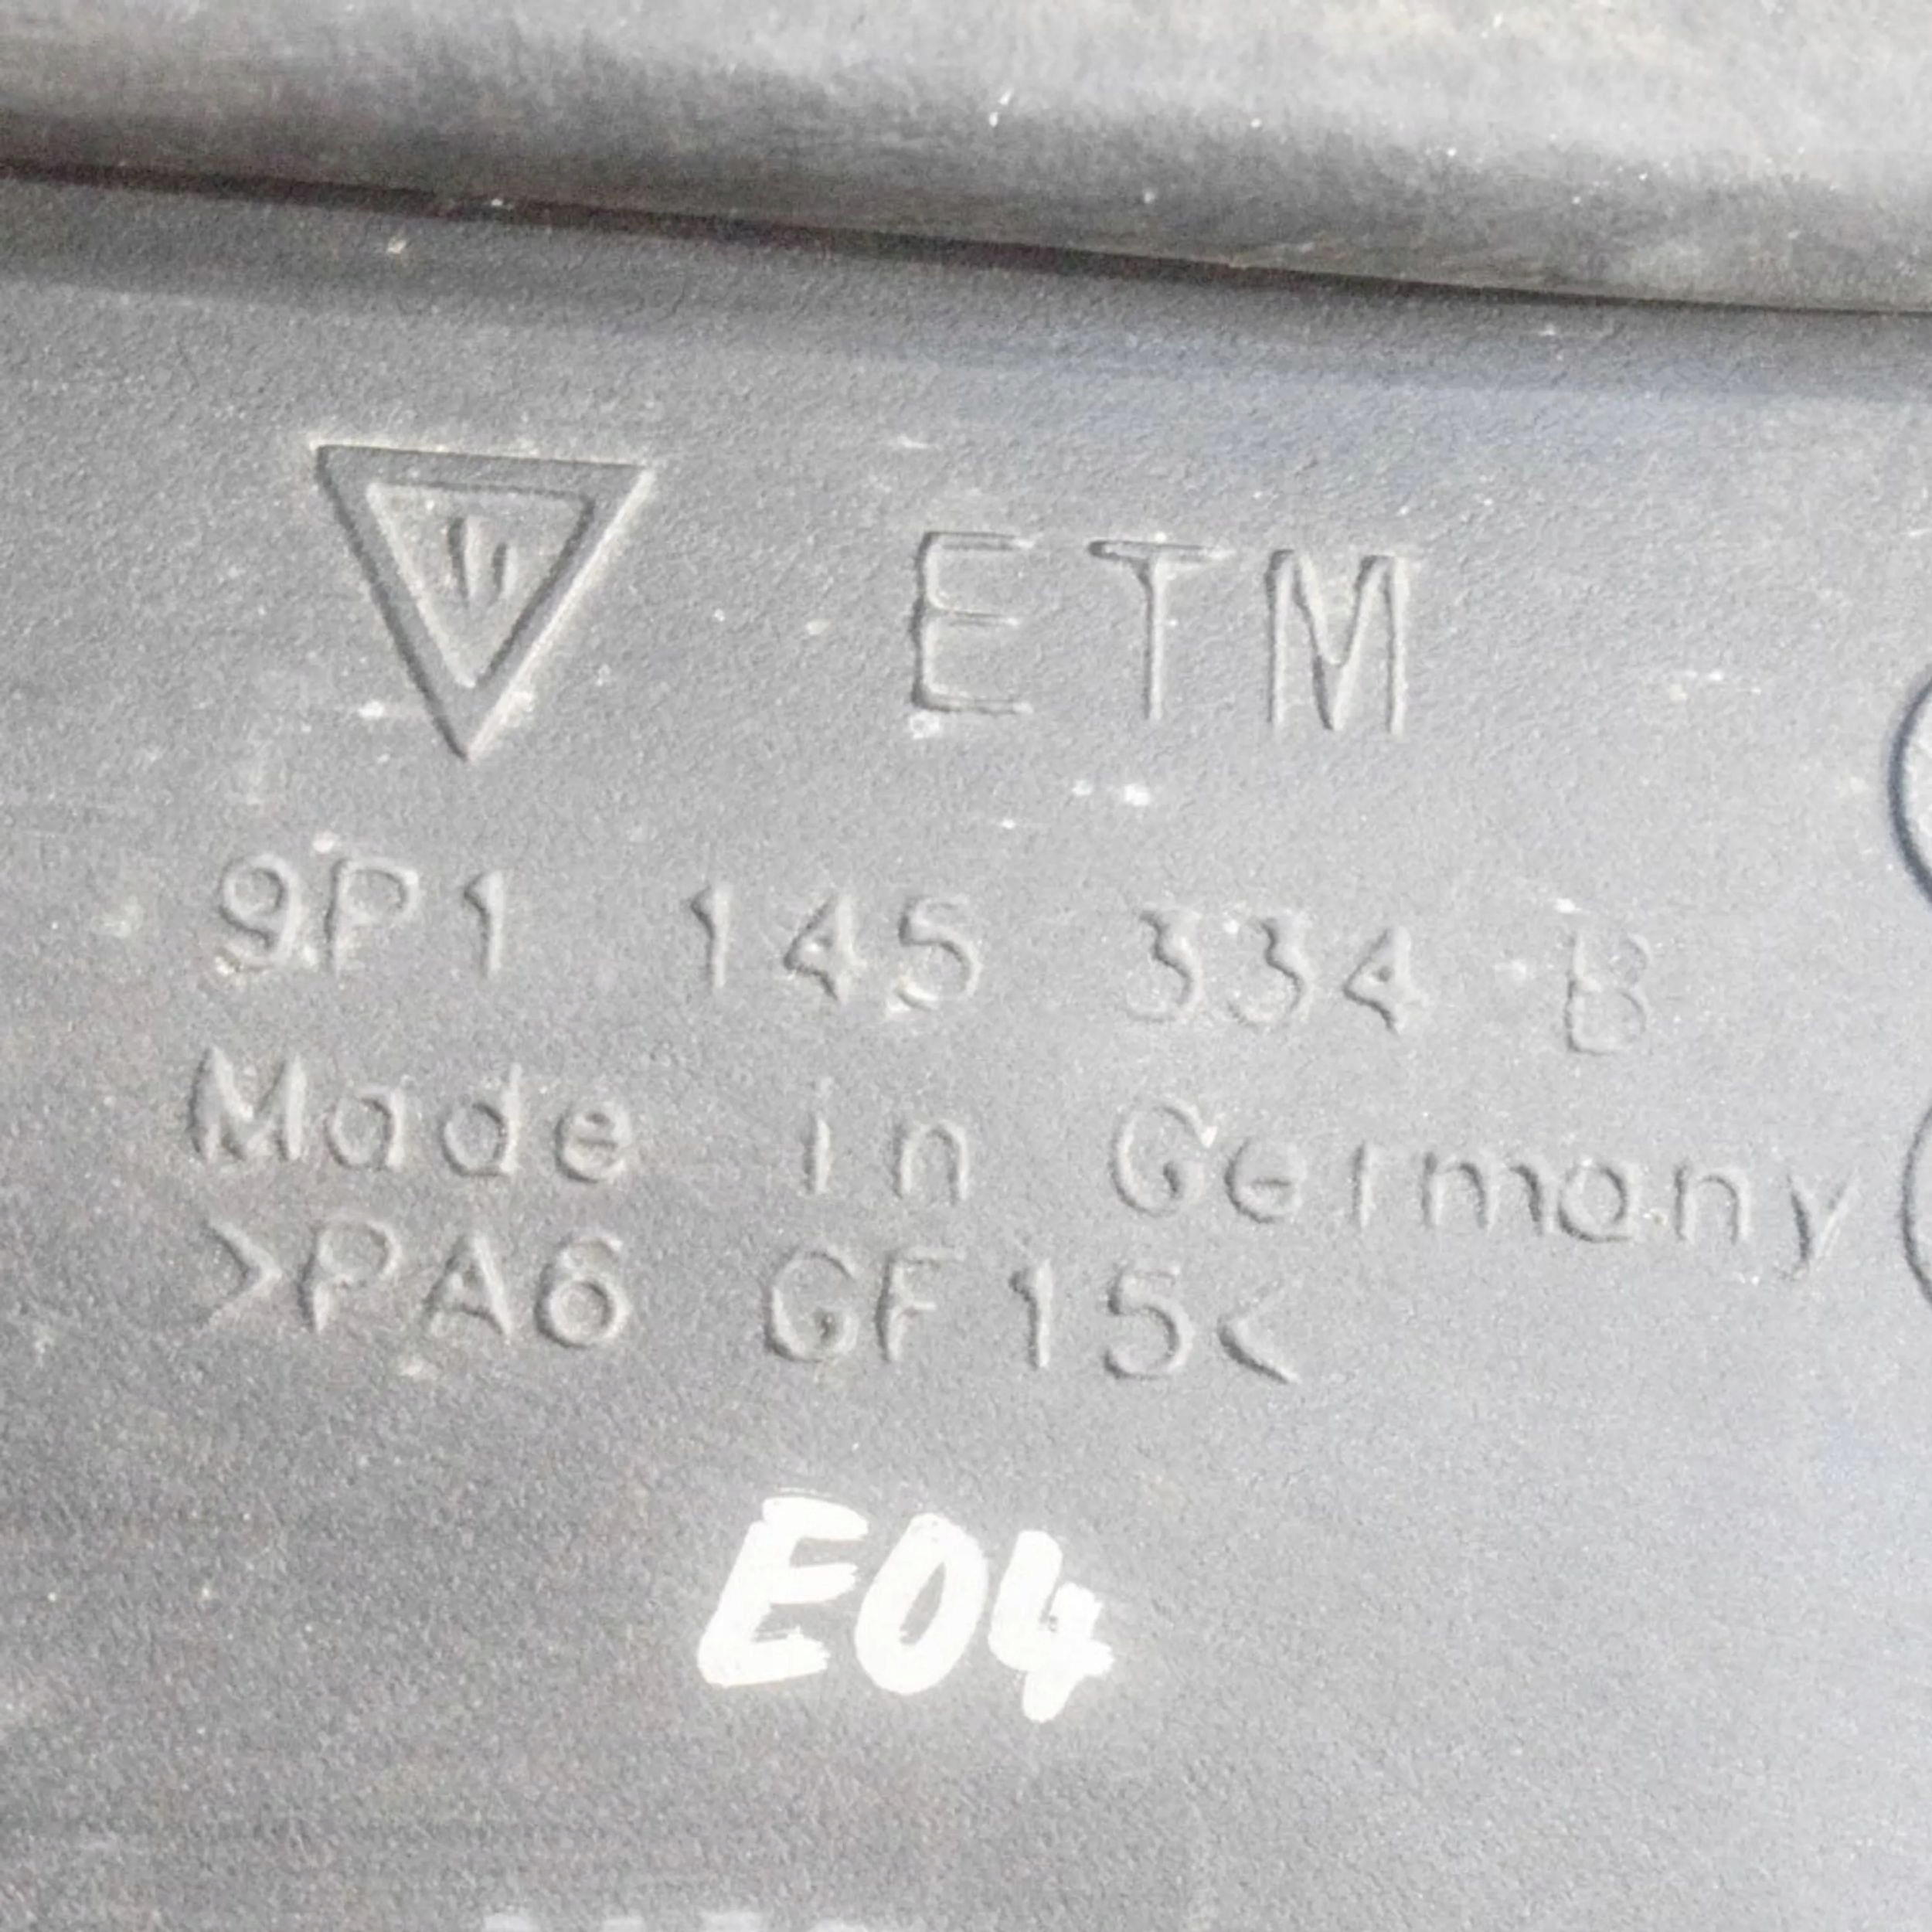 ETM
9P1 145 334 B
Made in Germany
>PA6 GF15<
E04